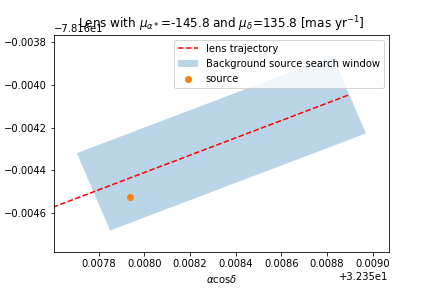 Lens with μα*=-145.8 and μδ=135.8 [mas yr⁻¹]
−7.816e1
−0.0038
−0.0040
−0.0042
−0.0044
−0.0046
lens trajectory
Background source search window
source
0.0078 0.0080 0.0082 0.0084 0.0086 0.0088 0.0090
+3.235e1
αcosδ